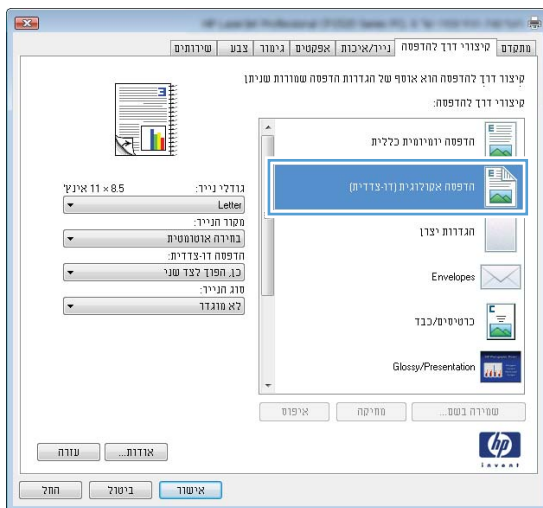 מתקדם קיצורי דרך להדפסה נייר/איכות אפקטים גימור צבע שירותים
קיצור דרך להדפסה הוא אוסף של הגדרות הדפסה שמורות שניתן
קיצורי דרך להדפסה:
הדפסה יומיומית כללית
הדפסה אקולוגית (דו-צדדית)
הגדרות יצרן
Envelopes
כרטיסים/כבד
Glossy/Presentation
גודלי נייר: 8.5 × 11 אינץ'
Letter
מקור הנייר:
בחירה אוטומטית
הדפסה דו-צדדית:
כן, הפוך לצד שני
סוג הנייר:
לא מוגדר
שמירה בשם... מחיקה איפוס
hp
invent
אודות... עזרה
אישור ביטול החל